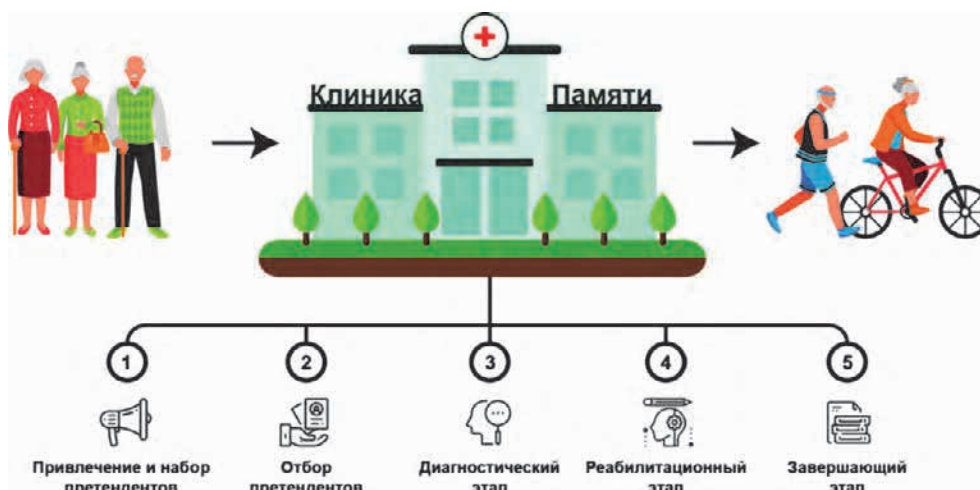 Клиника Памяти
1 2 3 4 5
Привлечение и набор
претендентов
Отбор
претендентов
Диагностический
этап
Реабилитационный
этап
Завершающий
этап